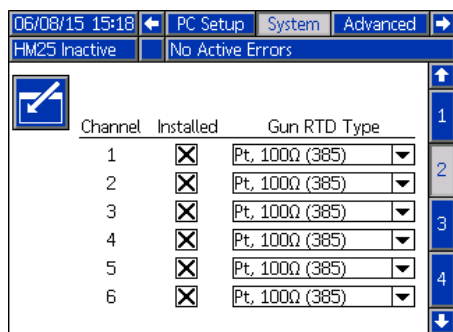 06/08/15 15:18 PC Setup System Advanced
HM25 Inactive No Active Errors
Channel Installed Gun RTD Type
1 Pt, 100Ω (385)
2 Pt, 100Ω (385)
3 Pt, 100Ω (385)
4 Pt, 100Ω (385)
5 Pt, 100Ω (385)
6 Pt, 100Ω (385)
1
2
3
4